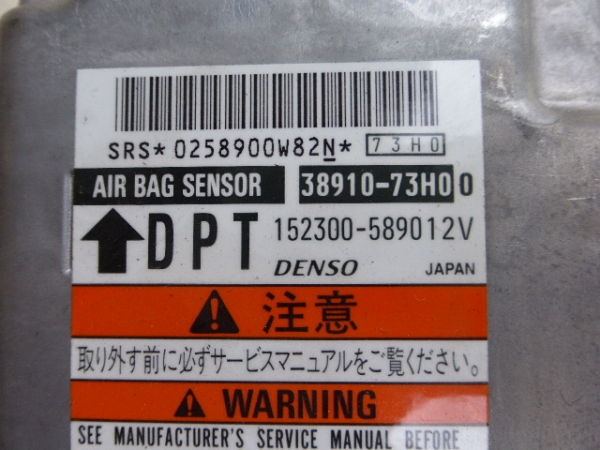 SRS*0258900W82N* 73H0
AIR BAG SENSOR 38910-73H00
DPT 152300-589012V
DENSO JAPAN
注意
取り外す前に必ずサービスマニュアルをご覧ください。
WARNING
SEE MANUFACTURER'S SERVICE MANUAL BEFORE